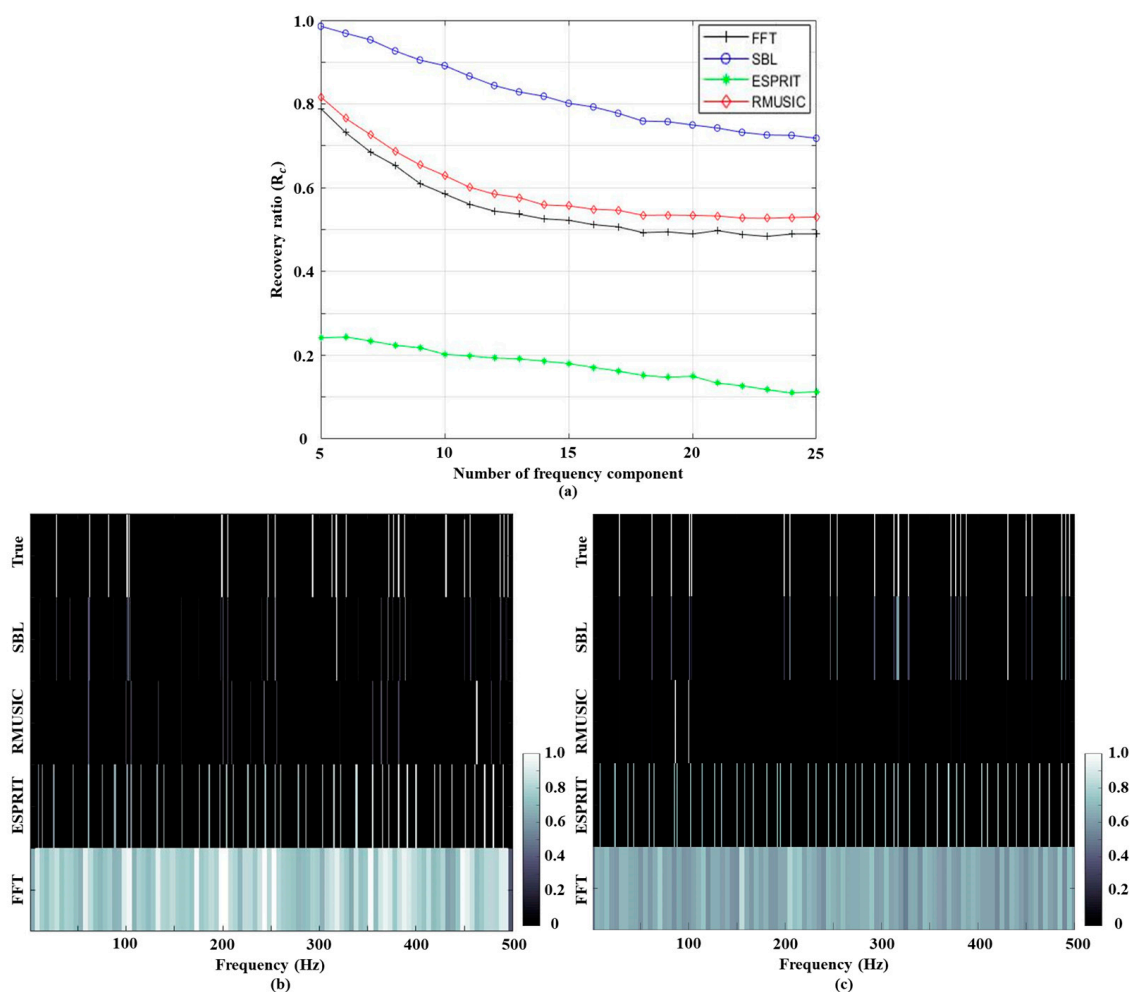 1.0
0.8
0.6
0.4
0.2
0
Recovery ratio (Rc)
FFT
SBL
ESPRIT
RMUSIC
5 10 15 20 25
Number of frequency component
(a)
True
SBL
RMUSIC
ESPRIT
FFT
1.0
0.8
0.6
0.4
0.2
0
100 200 300 400 500
Frequency (Hz)
(b)
True
SBL
RMUSIC
ESPRIT
FFT
1.0
0.8
0.6
0.4
0.2
0
100 200 300 400 500
Frequency (Hz)
(c)